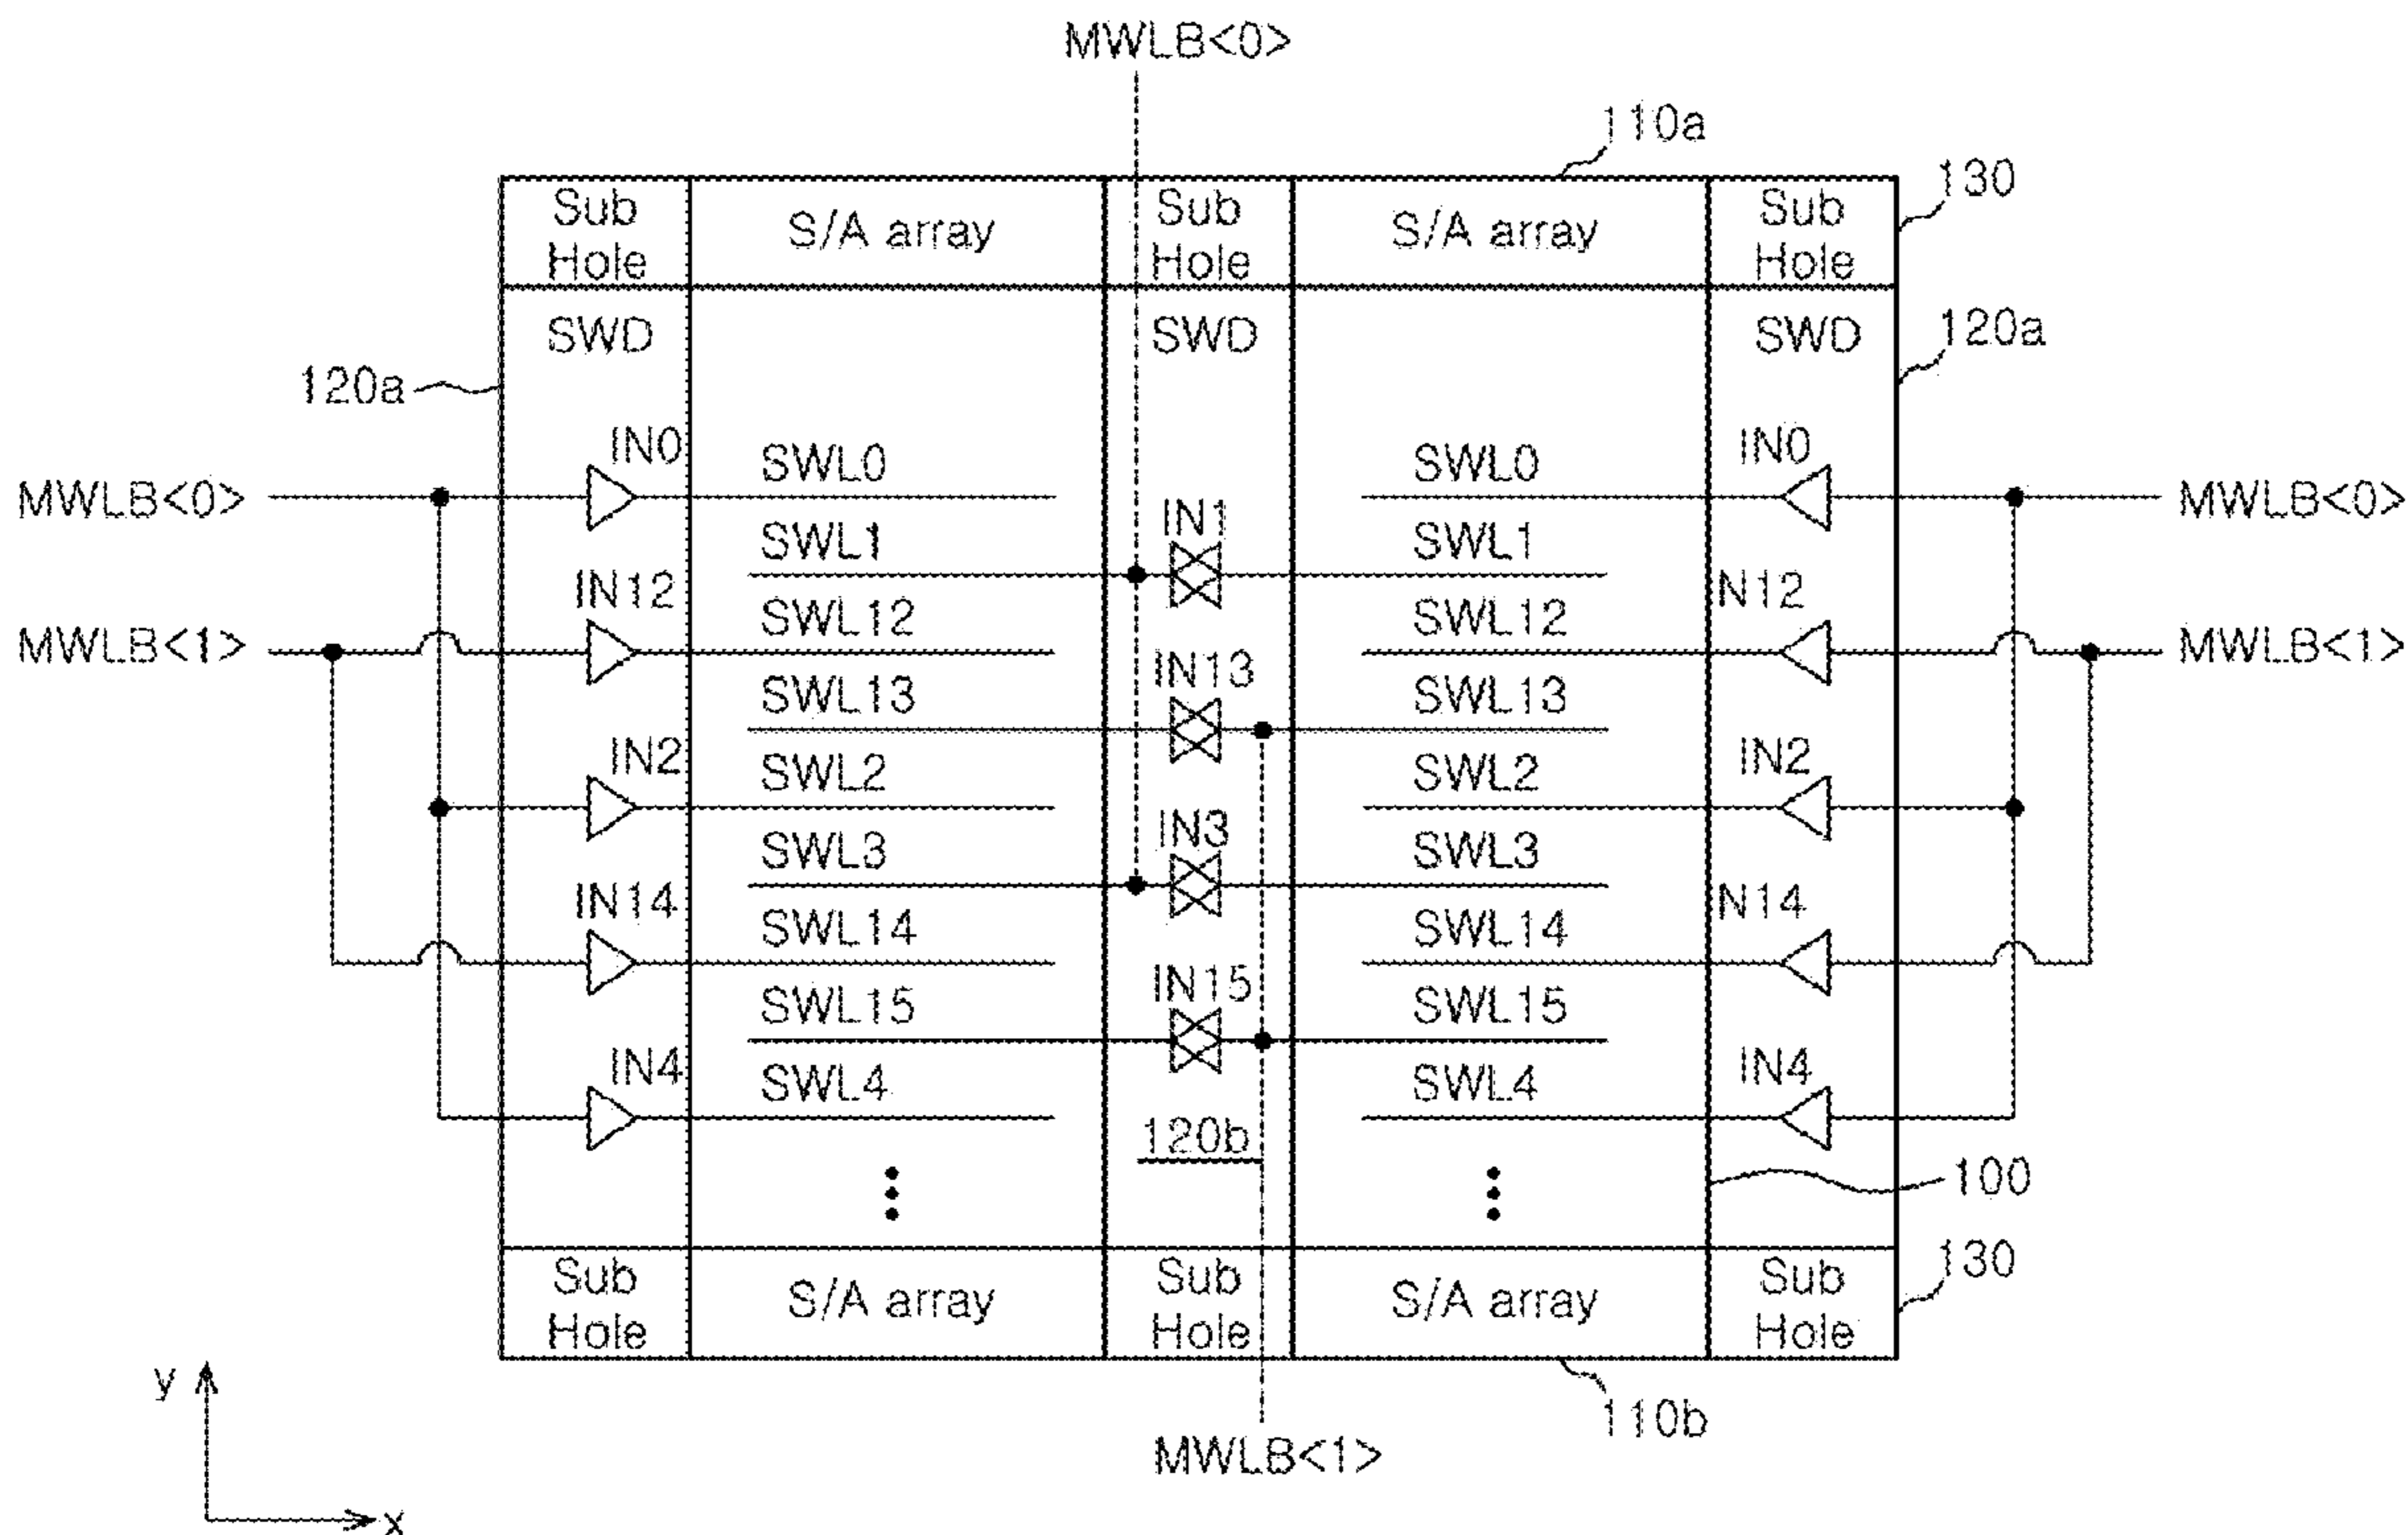 MWLB<0>
110a
130
Sub Hole
S/A array
Sub Hole
S/A array
Sub Hole
SWD
SWD
SWD
120a
120a
IN0
SWL0
SWL0
IN0
MWLB<0>
MWLB<0>
SWL1
IN1
SWL1
IN12
SWL12
SWL12
N12
MWLB<1>
MWLB<1>
SWL13
IN13
SWL13
IN2
SWL2
SWL2
IN2
SWL3
IN3
SWL3
IN14
SWL14
SWL14
N14
SWL15
IN15
SWL15
IN4
SWL4
SWL4
IN4
120b
100
Sub Hole
S/A array
Sub Hole
S/A array
Sub Hole
130
110b
MWLB<1>
y
x